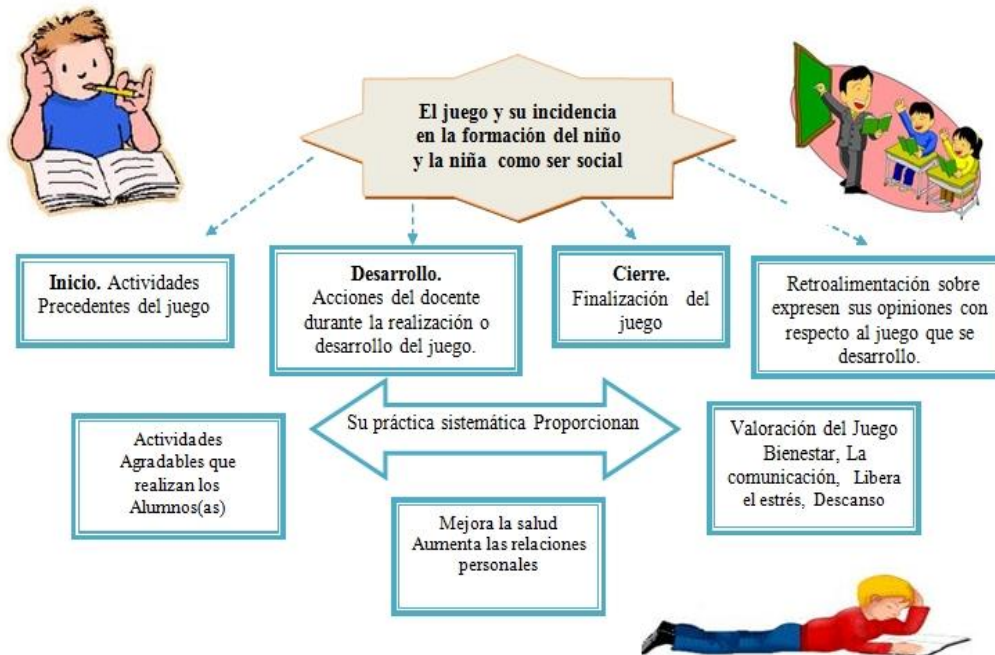 El juego y su incidencia
en la formación del niño
y la niña como ser social
Inicio. Actividades
Precedentes del juego
Desarrollo.
Acciones del docente
durante la realización o
desarrollo del juego.
Cierre.
Finalización del
juego
Retroalimentación sobre
expresen sus opiniones con
respecto al juego que se
desarrollo.
Su práctica sistemática Proporcionan
Actividades
Agradables que
realizan los
Alumnos(as)
Valoración del Juego
Bienestar, La
comunicación, Libera
el estrés, Descanso
Mejora la salud
Aumenta las relaciones
personales